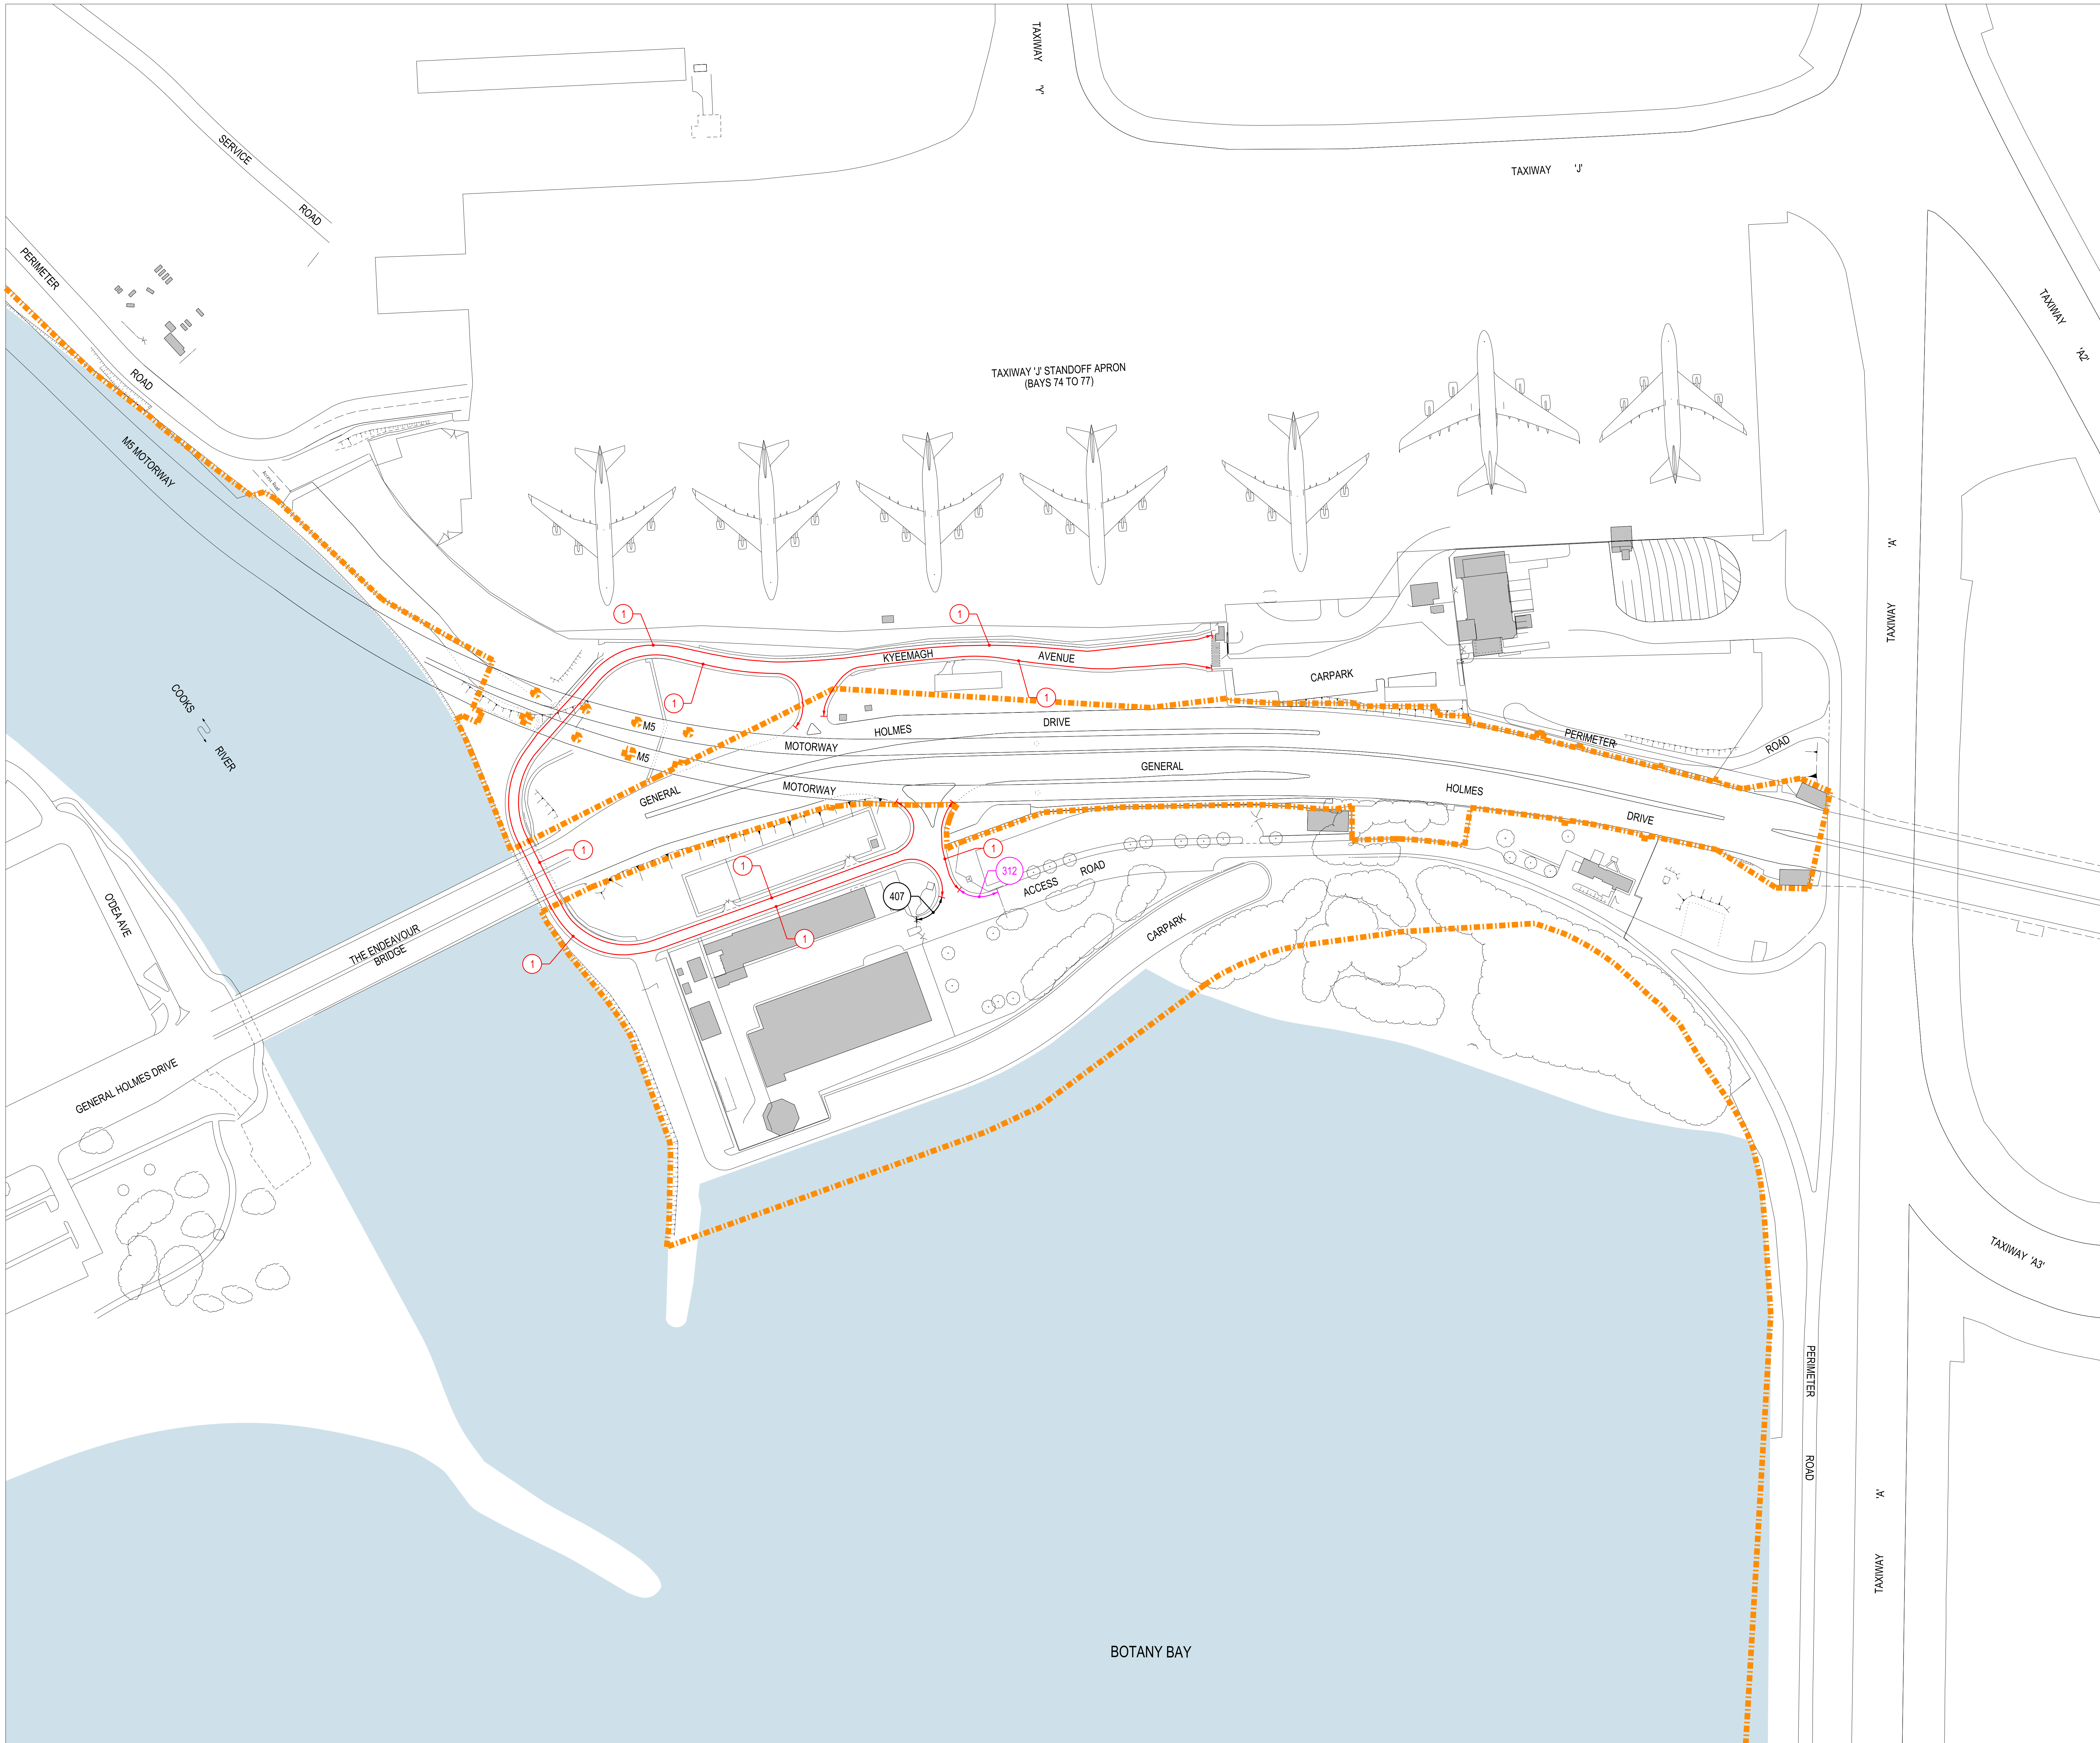 TAXIWAY 'Y'
TAXIWAY 'J'
SERVICE
ROAD
PERIMETER
ROAD
TAXIWAY 'A2'
TAXIWAY 'J' STANDOFF APRON
(BAYS 74 TO 77)
M5 MOTORWAY
Access Road
TAXIWAY 'A'
1
1
KYEEMAGH AVENUE
CARPARK
1
1
COOKS RIVER
M5
M5
HOLMES DRIVE
MOTORWAY
PERIMETER ROAD
GENERAL
GENERAL
MOTORWAY
HOLMES
DRIVE
1
1
1
312
ACCESS ROAD
407
O'DEA AVE
THE ENDEAVOUR
BRIDGE
CARPARK
1
1
GENERAL HOLMES DRIVE
TAXIWAY 'A3'
PERIMETER
ROAD
TAXIWAY 'A'
BOTANY BAY